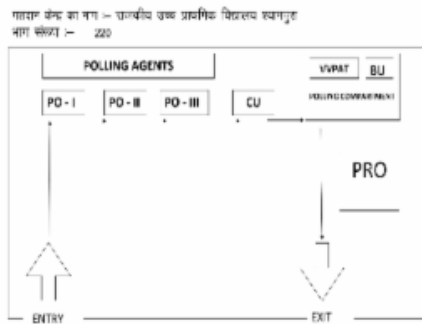 मतदान केन्द्र का नाम :- राजकीय उच्च प्राथमिक विद्यालय श्यामपुरा
भाग संख्या :- 220
POLLING AGENTS
VVPAT BU
POLLING COMPARTMENT
PO - I PO - II PO - III CU
PRO
ENTRY EXIT